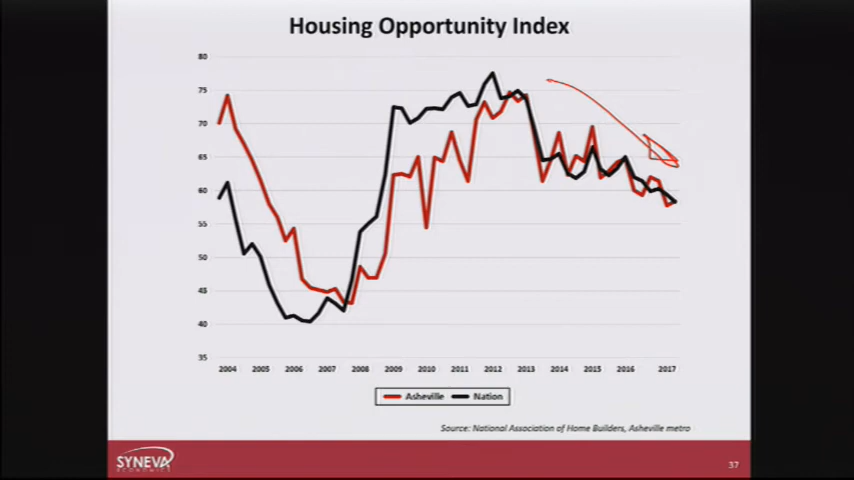 Housing Opportunity Index
80
75
70
65
60
55
50
45
40
35
2004 2005 2006 2007 2008 2009 2010 2011 2012 2013 2014 2015 2016 2017
Asheville Nation
Source: National Association of Home Builders, Asheville metro
SYNEVA
ECONOMICS
37